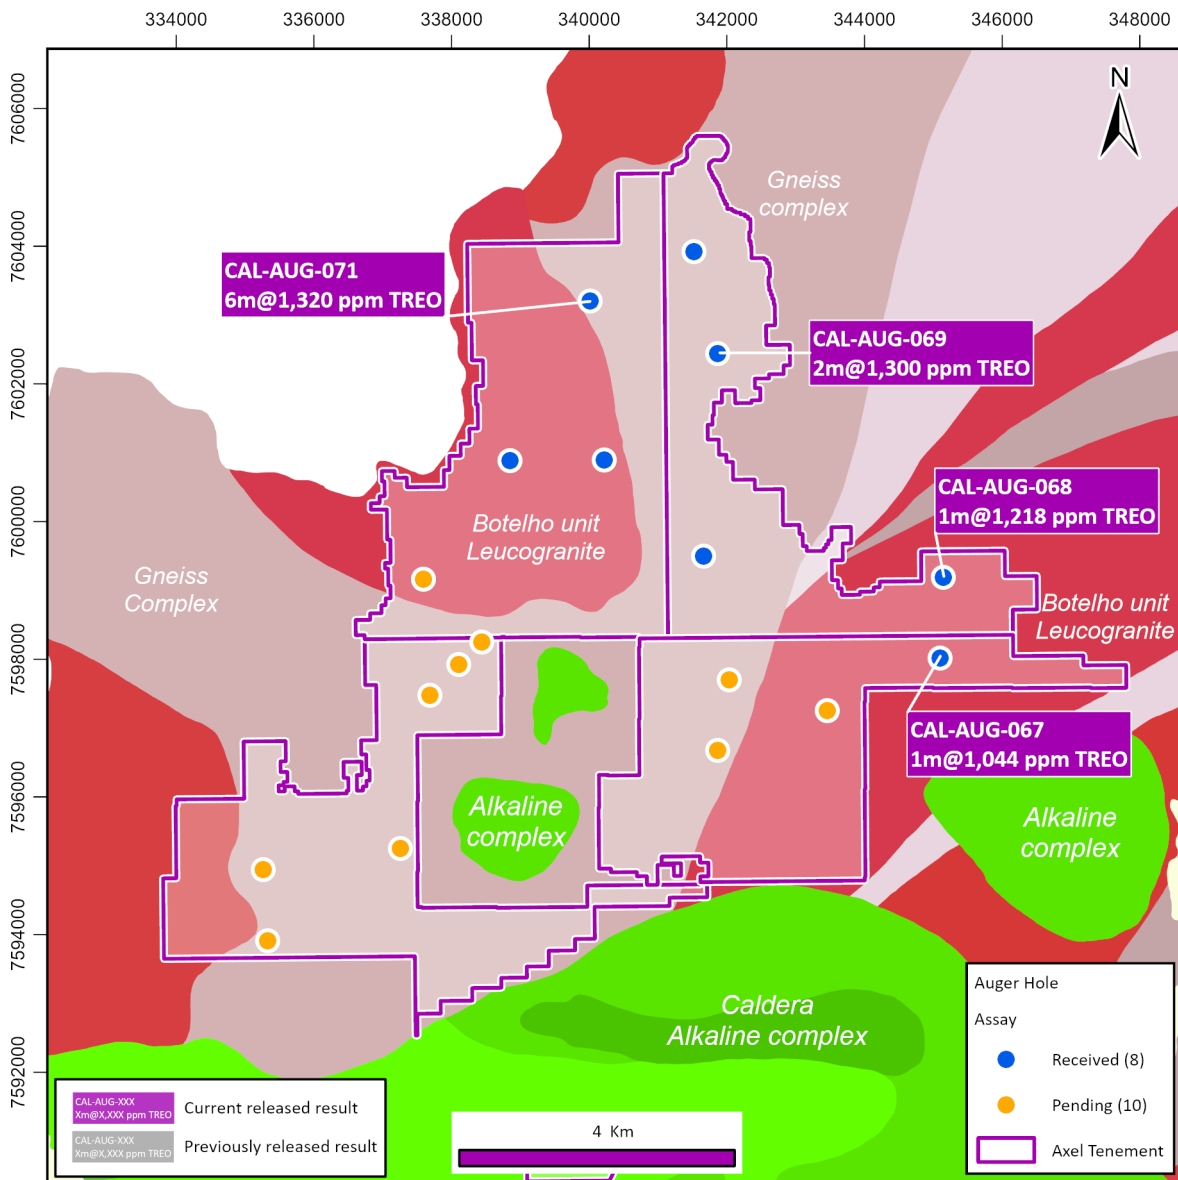 334000
336000
338000
340000
342000
344000
346000
348000
7606000
7604000
7602000
7600000
7598000
7596000
7594000
7592000
N
Gneiss
complex
CAL-AUG-071
6m@1,320 ppm TREO
CAL-AUG-069
2m@1,300 ppm TREO
CAL-AUG-068
1m@1,218 ppm TREO
Botelho unit
Leucogranite
Gneiss
Complex
Botelho unit
Leucogranite
CAL-AUG-067
1m@1,044 ppm TREO
Alkaline
complex
Alkaline
complex
Caldera
Alkaline complex
Auger Hole
Assay
Received (8)
Pending (10)
Axel Tenement
CAL-AUG-XXX
Xm@X,XXX ppm TREO
Current released result
CAL-AUG-XXX
Xm@X,XXX ppm TREO
Previously released result
4 Km